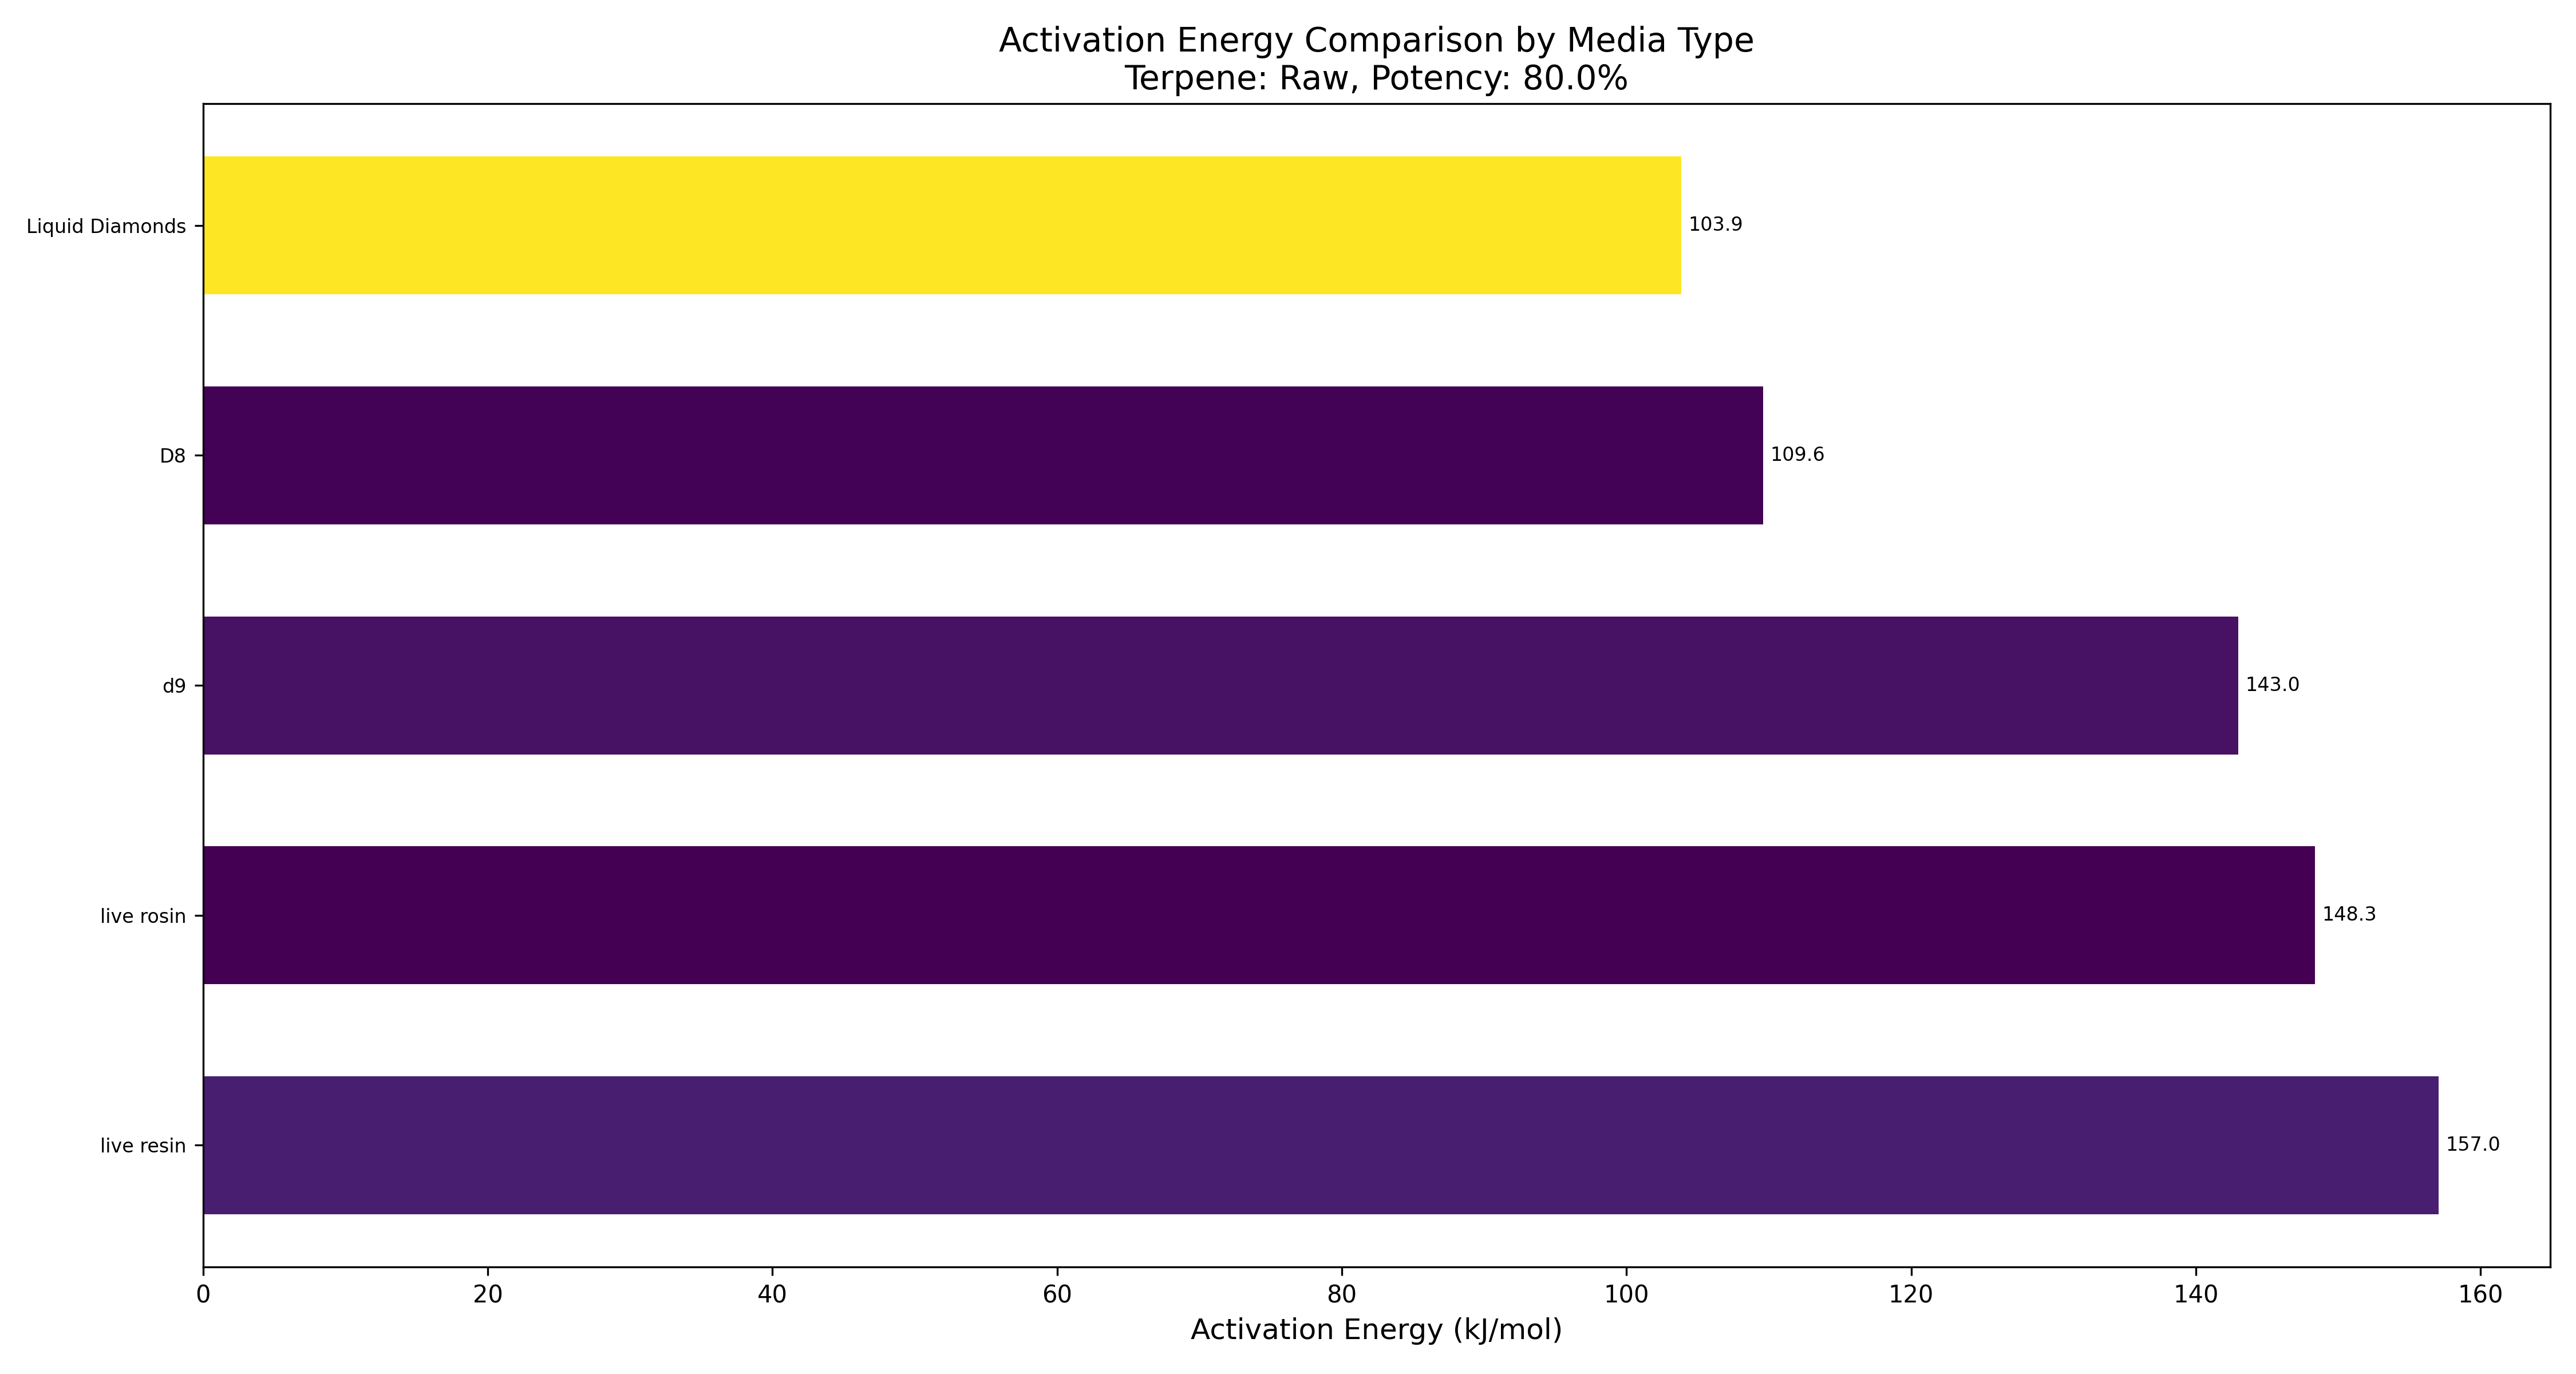 Activation Energy Comparison by Media Type
Terpene: Raw, Potency: 80.0%
Liquid Diamonds
103.9
D8
109.6
d9
143.0
live rosin
148.3
live resin
157.0
0 20 40 60 80 100 120 140 160
Activation Energy (kJ/mol)